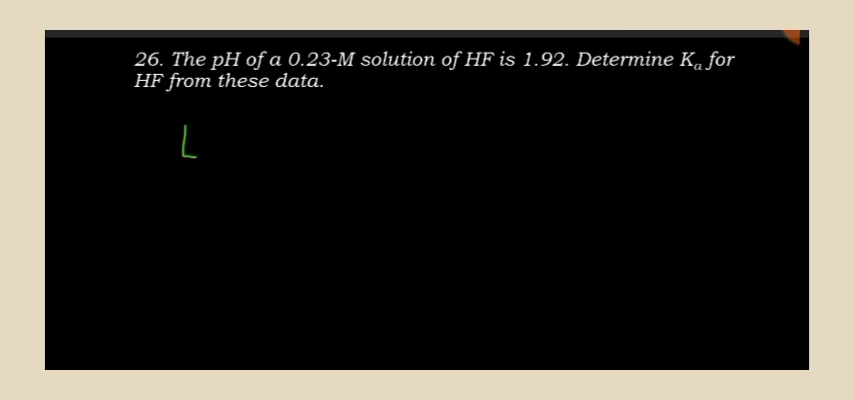 26. The pH of a 0.23-M solution of HF is 1.92. Determine Kₐ for
HF from these data.
L